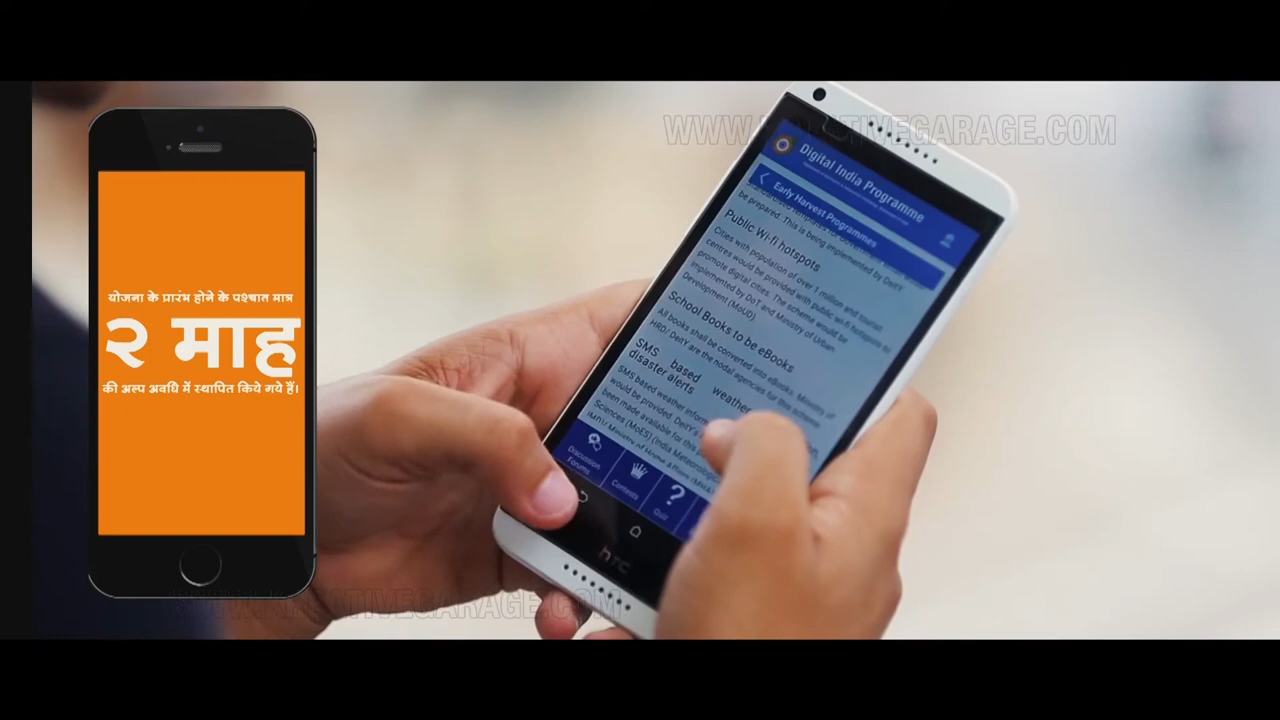 योजना के प्रारंभ होने के पश्चात मात्र
२ माह
की अल्प अवधि में स्थापित किये गये हैं।
Digital India Programme
Early Harvest Programmes
be prepared. This is being implemented by DeitY
Public Wi-fi hotspots
Cities with population of over 1 million and tourist
centres would be provided with public wi-fi hotspots to
promote digital cities. The scheme would be
implemented by DoT and Ministry of Urban
Development (MoUD).
School Books to be eBooks
All books shall be converted into eBooks. Ministry of
HRD/ DeitY are the nodal agencies for this scheme
SMS based weather
disaster alerts
SMS based weather
would be provided. DeitY's
been made available for this
Sciences (MoES) (India
Discussion
Forums
Contests
Quiz
hTC